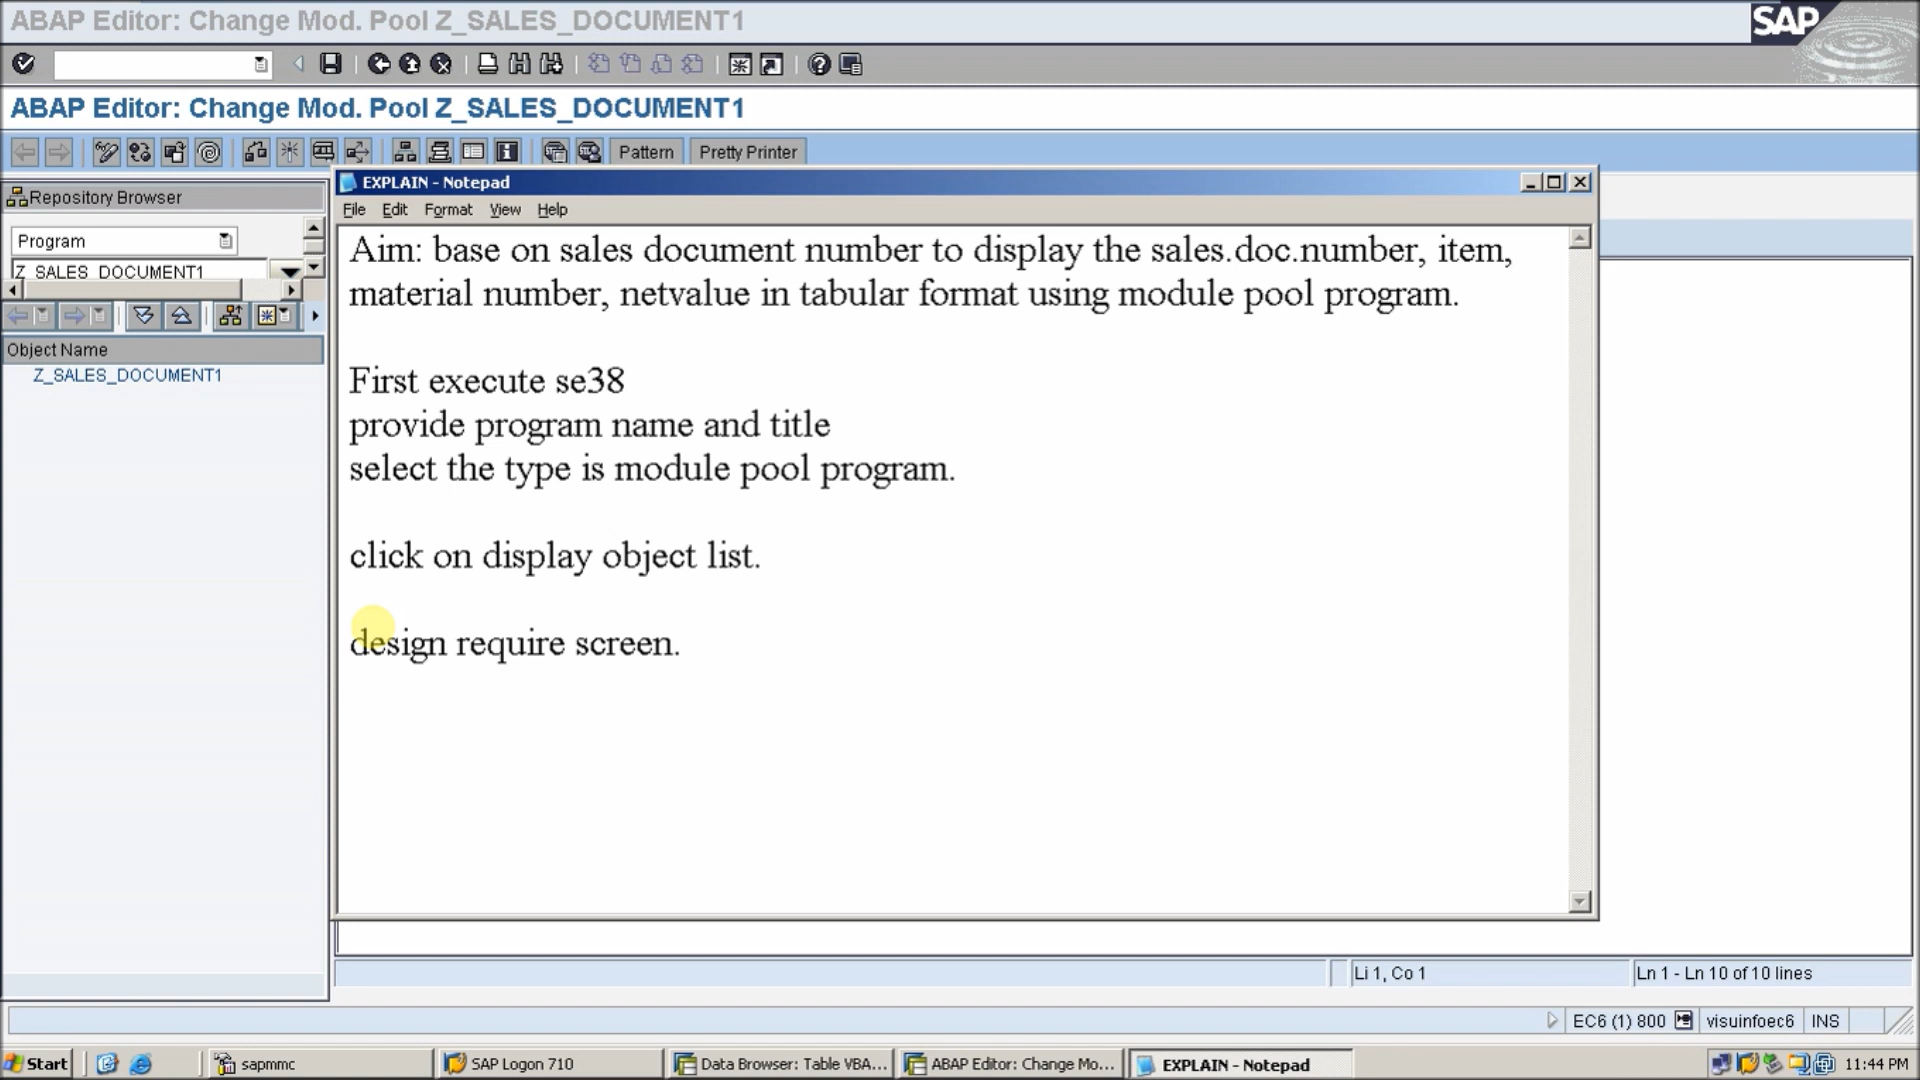 ABAP Editor: Change Mod. Pool Z_SALES_DOCUMENT1
SAP
ABAP Editor: Change Mod. Pool Z_SALES_DOCUMENT1
Pattern
Pretty Printer
Repository Browser
Program
Z_SALES_DOCUMENT1
Object Name
Z_SALES_DOCUMENT1
EXPLAIN - Notepad
File Edit Format View Help
Aim: base on sales document number to display the sales.doc.number, item,
material number, netvalue in tabular format using module pool program.
First execute se38
provide program name and title
select the type is module pool program.
click on display object list.
design require screen.
Li 1, Co 1
Ln 1 - Ln 10 of 10 lines
EC6 (1) 800
visuinfoec6
INS
Start
sapmmc
SAP Logon 710
Data Browser: Table VBA...
ABAP Editor: Change Mo...
EXPLAIN - Notepad
11:44 PM